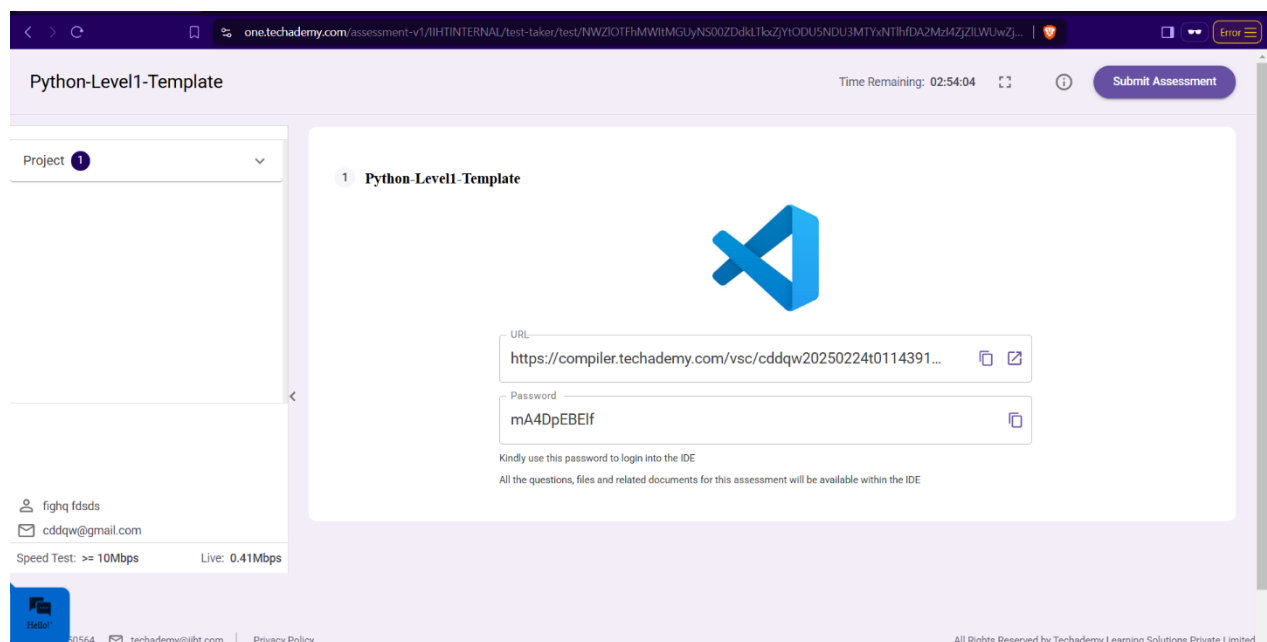 one.techademy.com/assessment-v1/IIHTINTERNAL/test-taker/test/
Error
Python-Level1-Template
Time Remaining: 02:54:04
Submit Assessment
Project 1
1 Python-Level1-Template
URL
https://compiler.techademy.com/vsc/cddqw20250224t0114391...
Password
mA4DpEBElf
Kindly use this password to login into the IDE
All the questions, files and related documents for this assessment will be available within the IDE
fighq fdsds
cddqw@gmail.com
Speed Test: >= 10Mbps
Live: 0.41Mbps
Hello!
50564
techademy@iiht.com
Privacy Policy
All Rights Reserved by Techademy Learning Solutions Private Limited